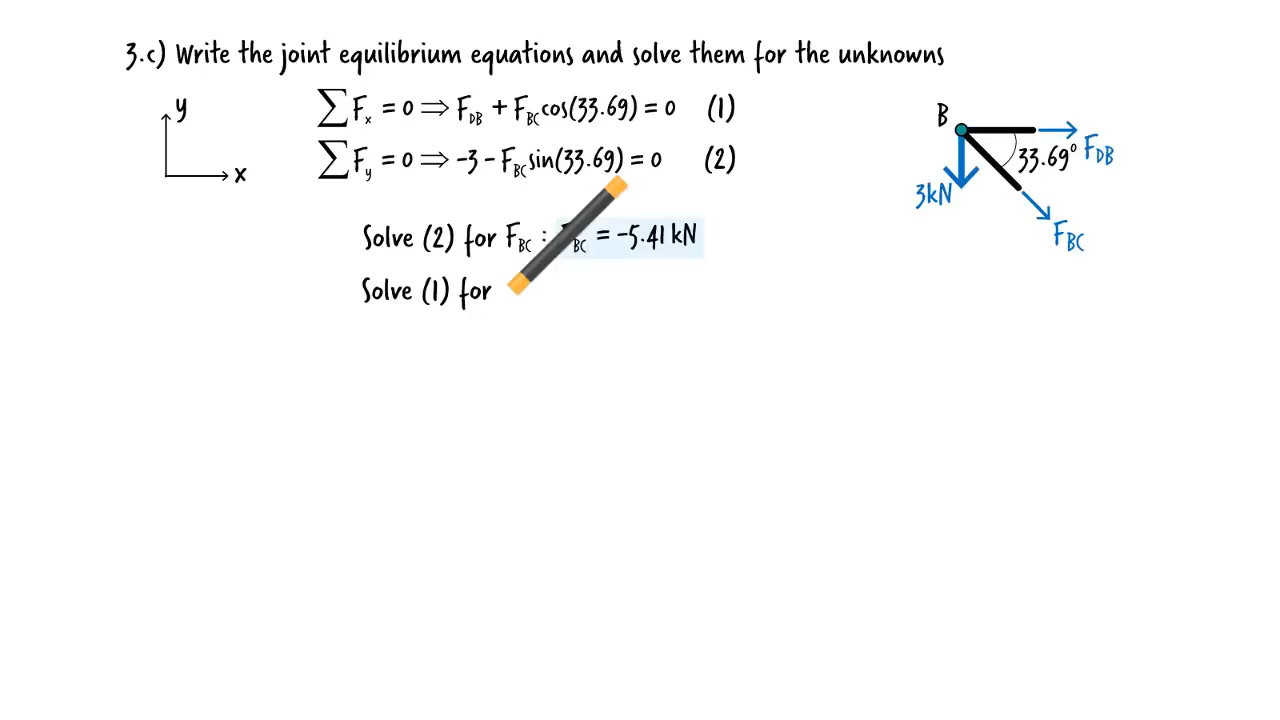 3.c) Write the joint equilibrium equations and solve them for the unknowns
y
x
∑Fx = 0 ⟹ FDB + FBC cos(33.69) = 0 (1)
∑Fy = 0 ⟹ -3 - FBC sin(33.69) = 0 (2)
Solve (2) for FBC : BC = -5.41 kN
Solve (1) for
B
33.69°
FDB
3kN
FBC